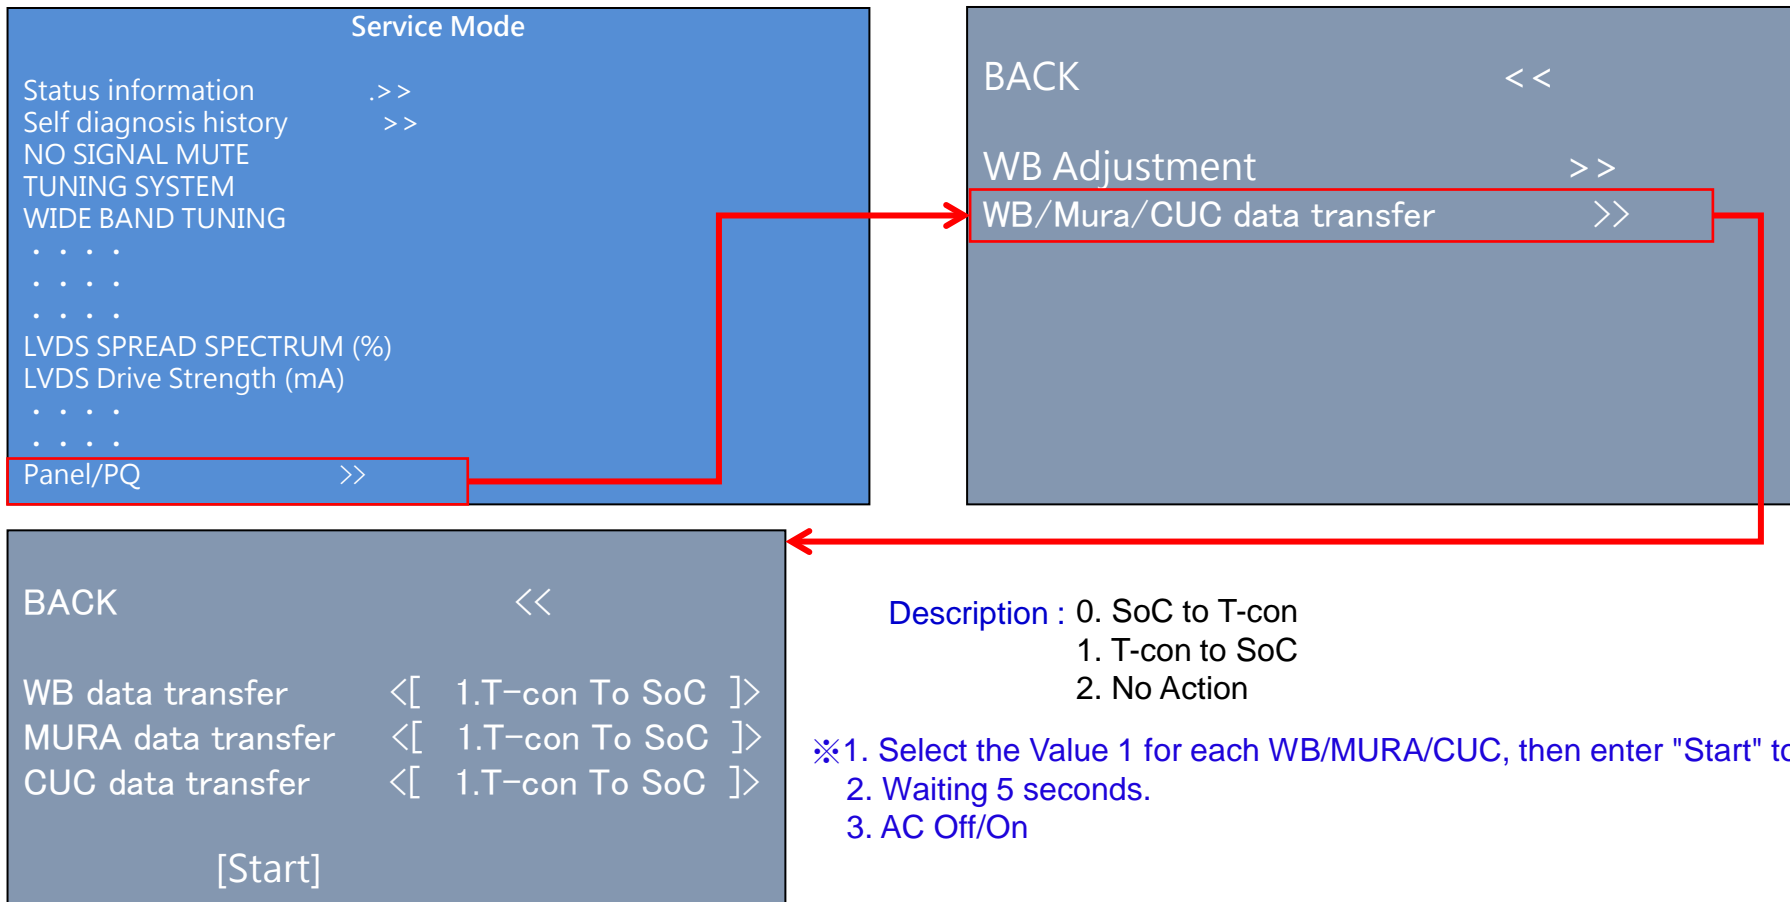 Service Mode
Status information .>>
Self diagnosis history >>
NO SIGNAL MUTE
TUNING SYSTEM
WIDE BAND TUNING
・・・・
・・・・
・・・・
LVDS SPREAD SPECTRUM (%)
LVDS Drive Strength (mA)
・・・・
・・・・
Panel/PQ >>
BACK <<
WB Adjustment >>
WB/Mura/CUC data transfer >>
BACK <<
WB data transfer <[ 1.T-con To SoC ]>
MURA data transfer <[ 1.T-con To SoC ]>
CUC data transfer <[ 1.T-con To SoC ]>
[Start]
Description : 0. SoC to T-con
1. T-con to SoC
2. No Action
※1. Select the Value 1 for each WB/MURA/CUC, then enter "Start" to
2. Waiting 5 seconds.
3. AC Off/On